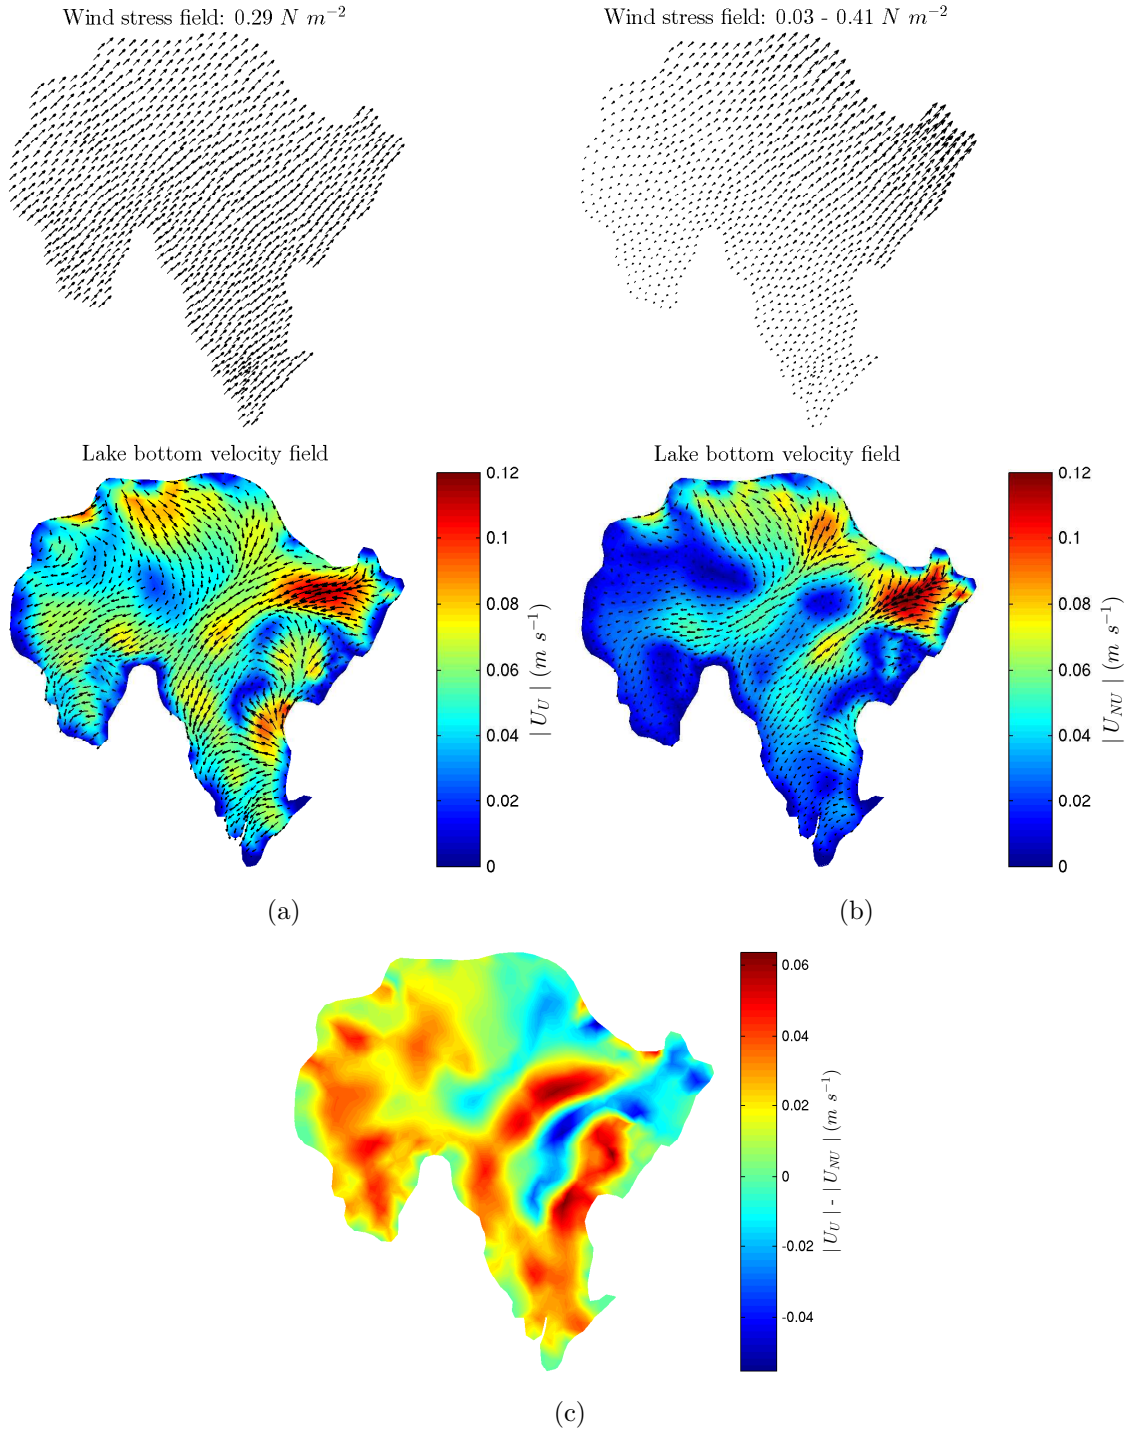 Wind stress field: 0.29 N m⁻²
Wind stress field: 0.03 - 0.41 N m⁻²
Lake bottom velocity field
0.12
0.1
0.08
0.06
0.04
0.02
0
| U_U | (m s⁻¹)
Lake bottom velocity field
0.12
0.1
0.08
0.06
0.04
0.02
0
| U_NU | (m s⁻¹)
(a)
(b)
0.06
0.04
0.02
0
-0.02
-0.04
| U_U | - | U_NU | (m s⁻¹)
(c)